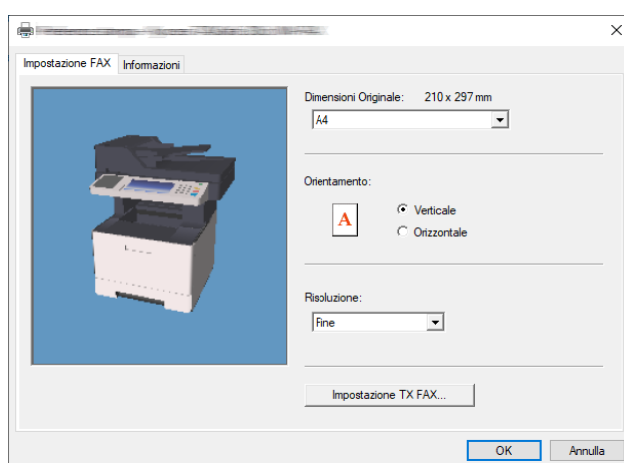 Impostazione FAX
Informazioni
Dimensioni Originale: 210 x 297 mm
A4
Orientamento:
A
Verticale
Orizzontale
Risoluzione:
Fine
Impostazione TX FAX...
OK
Annulla